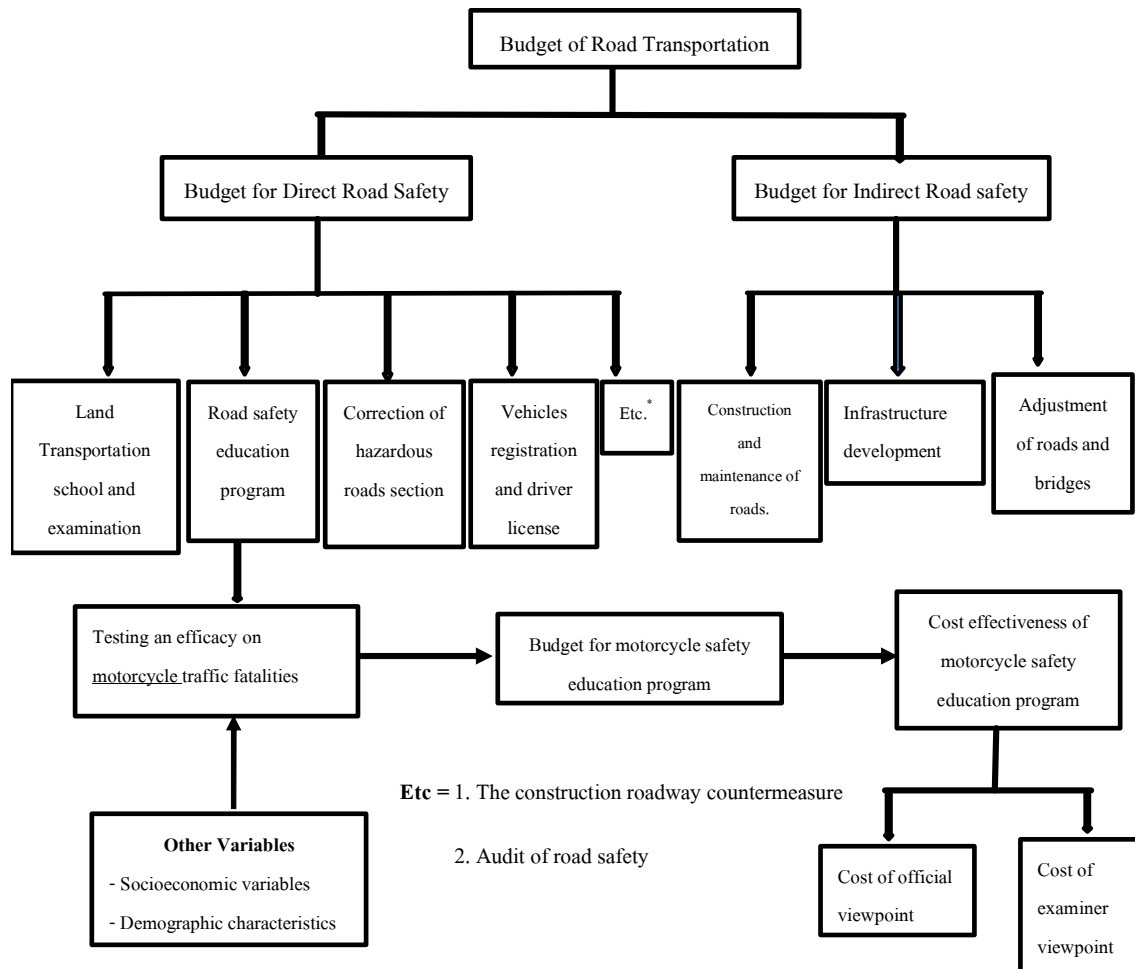 Budget of Road Transportation
Budget for Direct Road Safety
Budget for Indirect Road safety
Land
Transportation
school and
examination
Road safety
education
program
Correction of
hazardous
roads section
Vehicles
registration
and driver
license
Etc.*
Construction
and
maintenance of
roads.
Infrastructure
development
Adjustment
of roads and
bridges
Testing an efficacy on
motorcycle traffic fatalities
Budget for motorcycle safety
education program
Cost effectiveness of
motorcycle safety
education program
Etc = 1. The construction roadway countermeasure
2. Audit of road safety
Other Variables
- Socioeconomic variables
- Demographic characteristics
Cost of official
viewpoint
Cost of
examiner
viewpoint